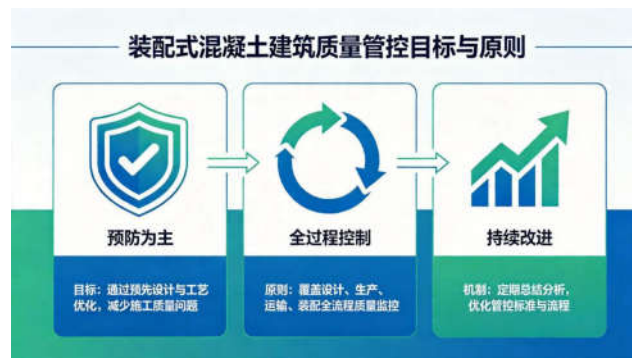 装配式混凝土建筑质量管控目标与原则
预防为主
目标：通过预先设计与工艺
优化，减少施工质量问题
全过程控制
原则：覆盖设计、生产、
运输、装配全流程质量监控
持续改进
机制：定期总结分析，
优化管控标准与流程